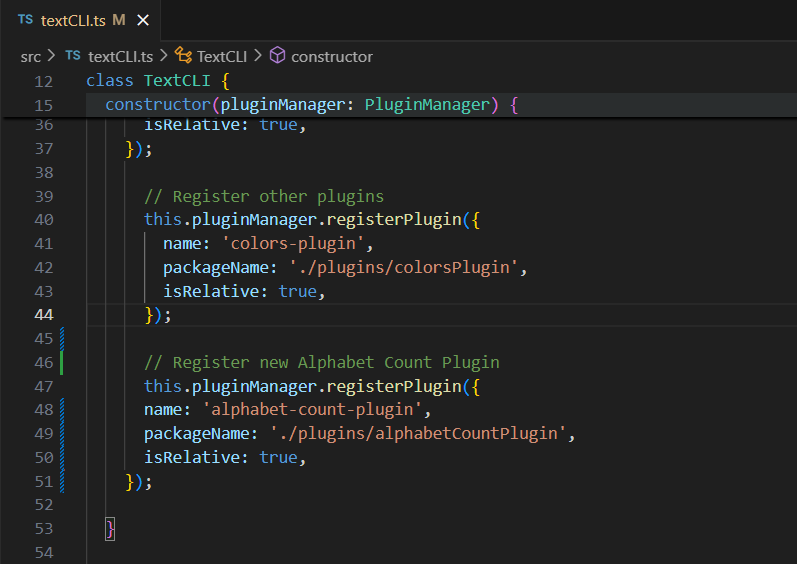 TS textCLI.ts M ×
src > TS textCLI.ts > TextCLI > constructor
12 class TextCLI {
15 constructor(pluginManager: PluginManager) {
36 isRelative: true,
37 });
38
39 // Register other plugins
40 this.pluginManager.registerPlugin({
41 name: 'colors-plugin',
42 packageName: './plugins/colorsPlugin',
43 isRelative: true,
44 });
45
46 // Register new Alphabet Count Plugin
47 this.pluginManager.registerPlugin({
48 name: 'alphabet-count-plugin',
49 packageName: './plugins/alphabetCountPlugin',
50 isRelative: true,
51 });
52
53 }
54